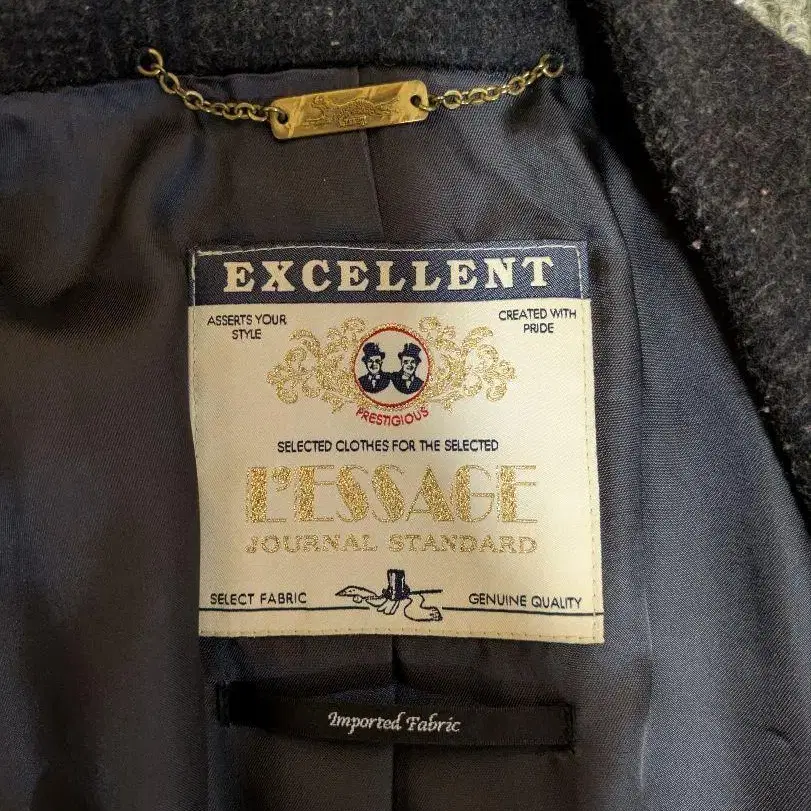 EXCELLENT
ASSERTS YOUR
STYLE
CREATED WITH
PRIDE
PRESTIGIOUS
SELECTED CLOTHES FOR THE SELECTED
L'ESSAGE
JOURNAL STANDARD
SELECT FABRIC
GENUINE QUALITY
Imported Fabric